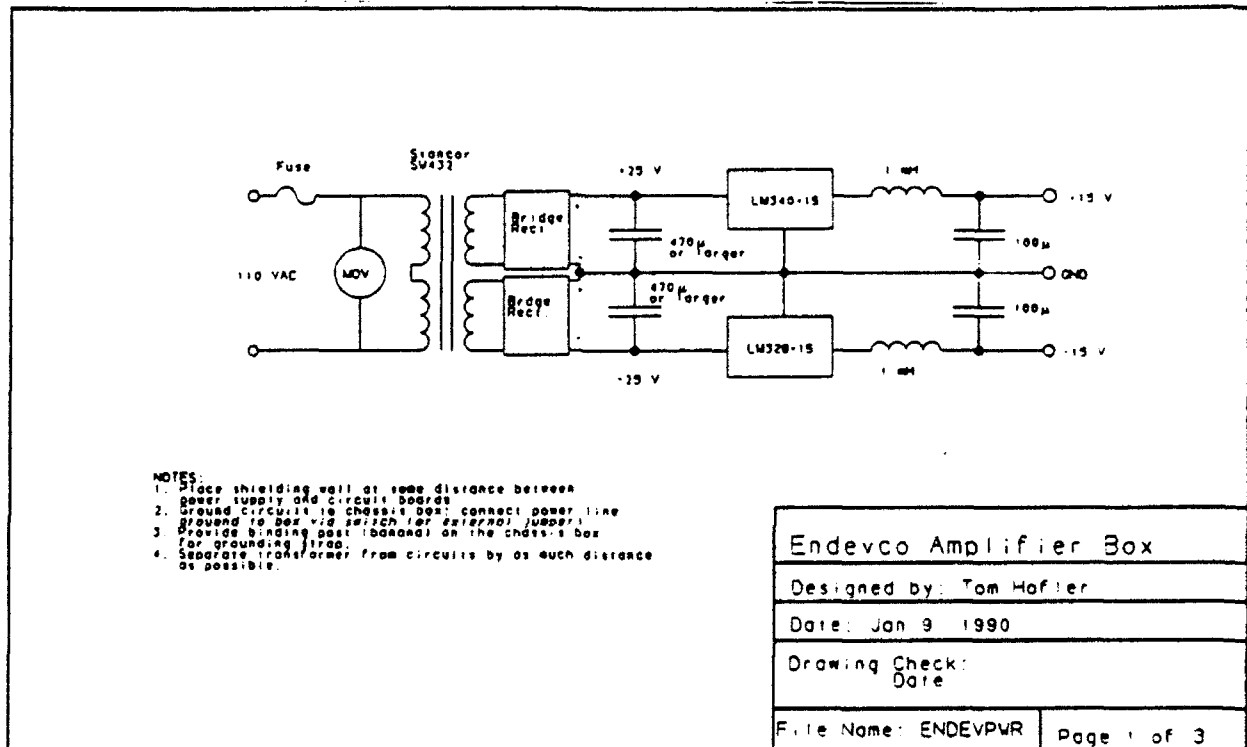 Fuse
Stancor
SW432
110 VAC
MOV
Bridge
Rect.
Bridge
Rect.
+25 V
470μ
or larger
470μ
or larger
-25 V
LM340-15
LM320-15
1 mH
1 mH
100μ
100μ
+15 V
GND
-15 V
NOTES:
1. Place shielding wall at some distance between
power supply and circuit boards
2. Ground circuits to chassis box; connect power line
ground to box via switch (or external jumper)
3. Provide binding post (banana) on the chassis box
for grounding strap.
4. Separate transformer from circuits by as much distance
as possible.
Endevco Amplifier Box
Designed by: Tom Hofler
Date: Jan 9 1990
Drawing Check:
Date
File Name: ENDEVPWR
Page 1 of 3